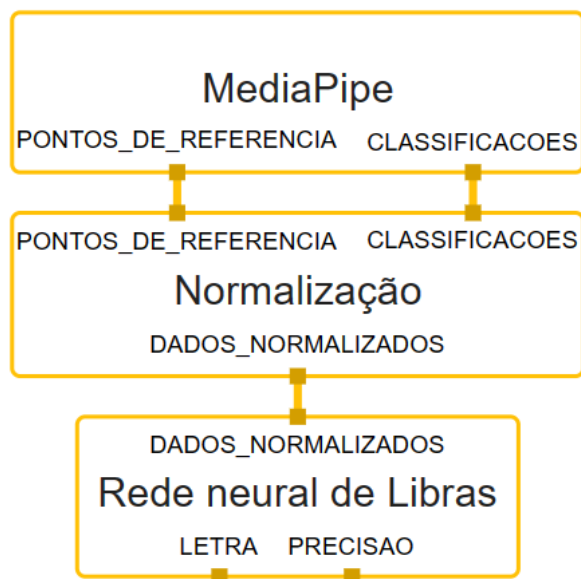 MediaPipe
PONTOS_DE_REFERENCIA CLASSIFICACOES
PONTOS_DE_REFERENCIA CLASSIFICACOES
Normalização
DADOS_NORMALIZADOS
DADOS_NORMALIZADOS
Rede neural de Libras
LETRA PRECISAO